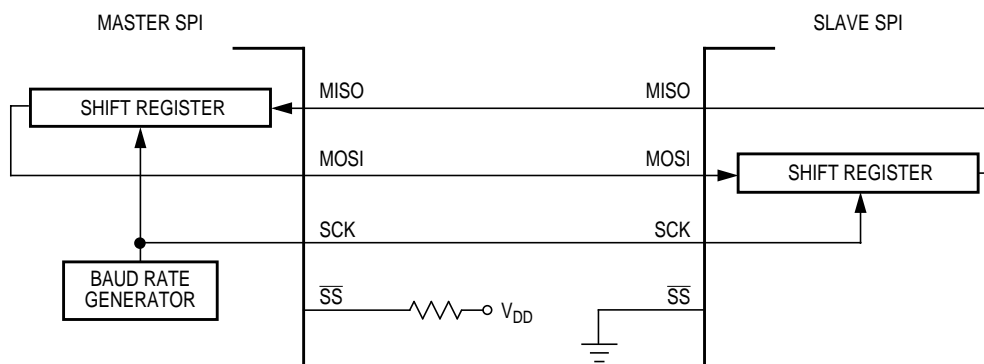 MASTER SPI
SLAVE SPI
MISO
MISO
SHIFT REGISTER
MOSI
MOSI
SHIFT REGISTER
SCK
SCK
BAUD RATE
GENERATOR
SS
VDD
SS